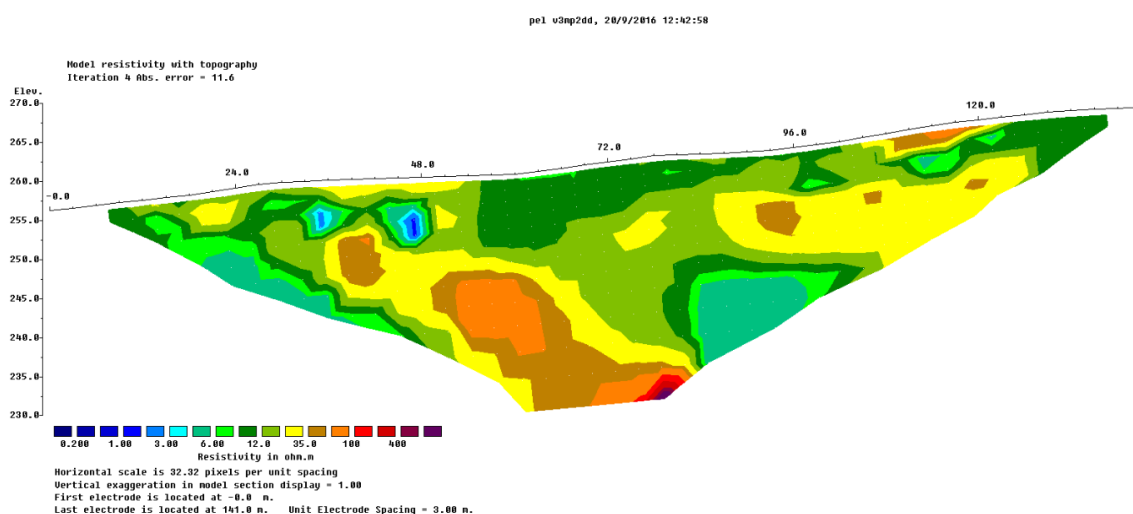 pel v3mp2dd, 20/9/2016 12:42:58
Model resistivity with topography
Iteration 4 Abs. error = 11.6
Elev.
270.0
265.0
260.0
255.0
250.0
245.0
240.0
235.0
230.0
-0.0
24.0
48.0
72.0
96.0
120.0
0.200 1.00 3.00 6.00 12.0 35.0 100 400
Resistivity in ohm.m
Horizontal scale is 32.32 pixels per unit spacing
Vertical exaggeration in model section display = 1.00
First electrode is located at -0.0 m.
Last electrode is located at 141.0 m. Unit Electrode Spacing = 3.00 m.